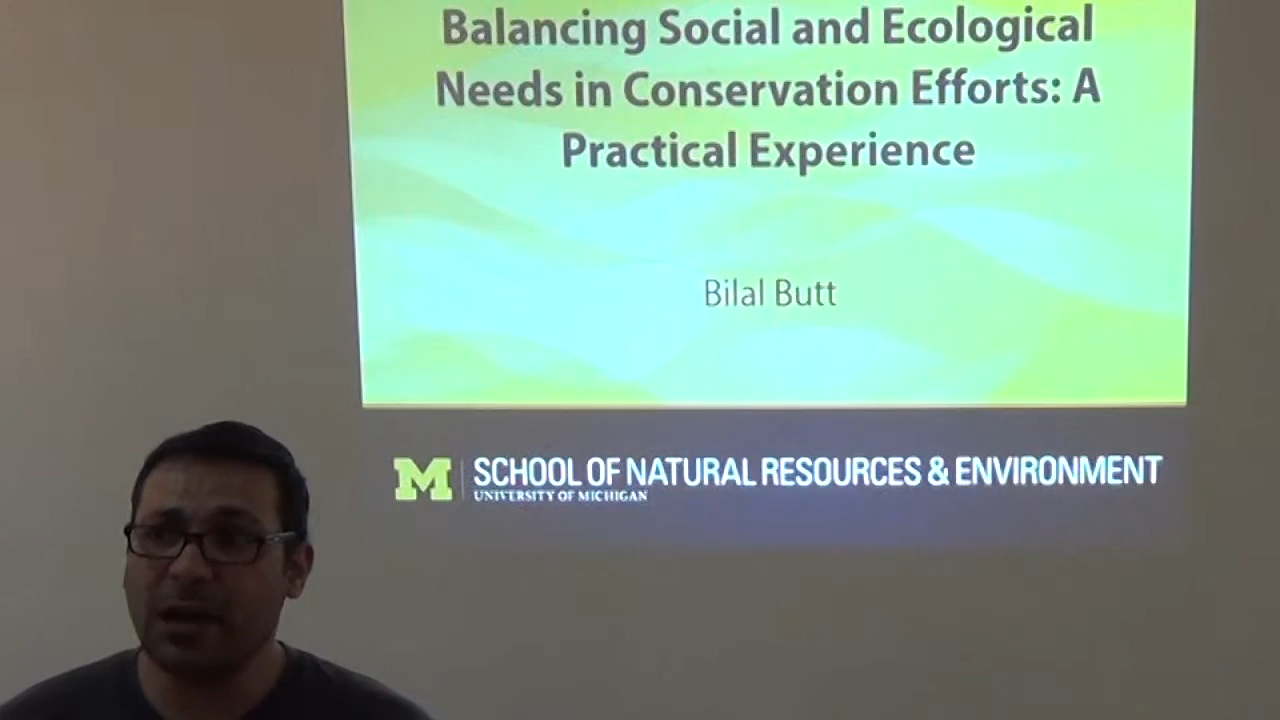 Balancing Social and Ecological
Needs in Conservation Efforts: A
Practical Experience
Bilal Butt
M SCHOOL OF NATURAL RESOURCES & ENVIRONMENT
UNIVERSITY OF MICHIGAN